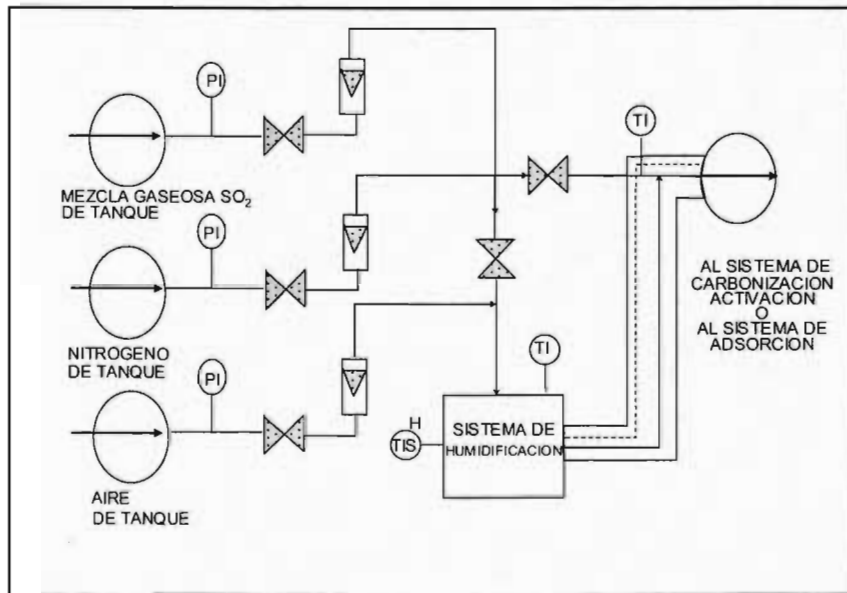 PI
MEZCLA GASEOSA SO₂
DE TANQUE
PI
NITROGENO
DE TANQUE
PI
AIRE
DE TANQUE
TI
AL SISTEMA DE
CARBONIZACION
ACTIVACION
O
AL SISTEMA DE
ADSORCION
TI
H
TIS
SISTEMA DE
HUMIDIFICACION